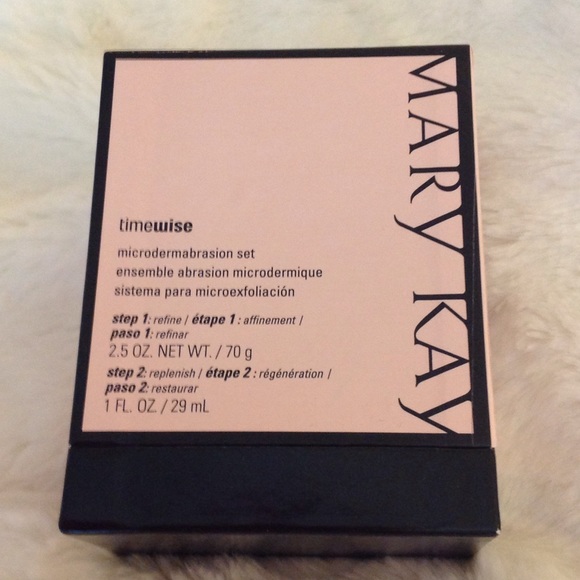 MARY KAY
timewise
microdermabrasion set
ensemble abrasion microdermique
sistema para microexfoliación
step 1: refine / étape 1 : affinement /
paso 1: refinar
2.5 OZ. NET WT. / 70 g
step 2: replenish / étape 2 : régénération /
paso 2: restaurar
1 FL. OZ. / 29 mL